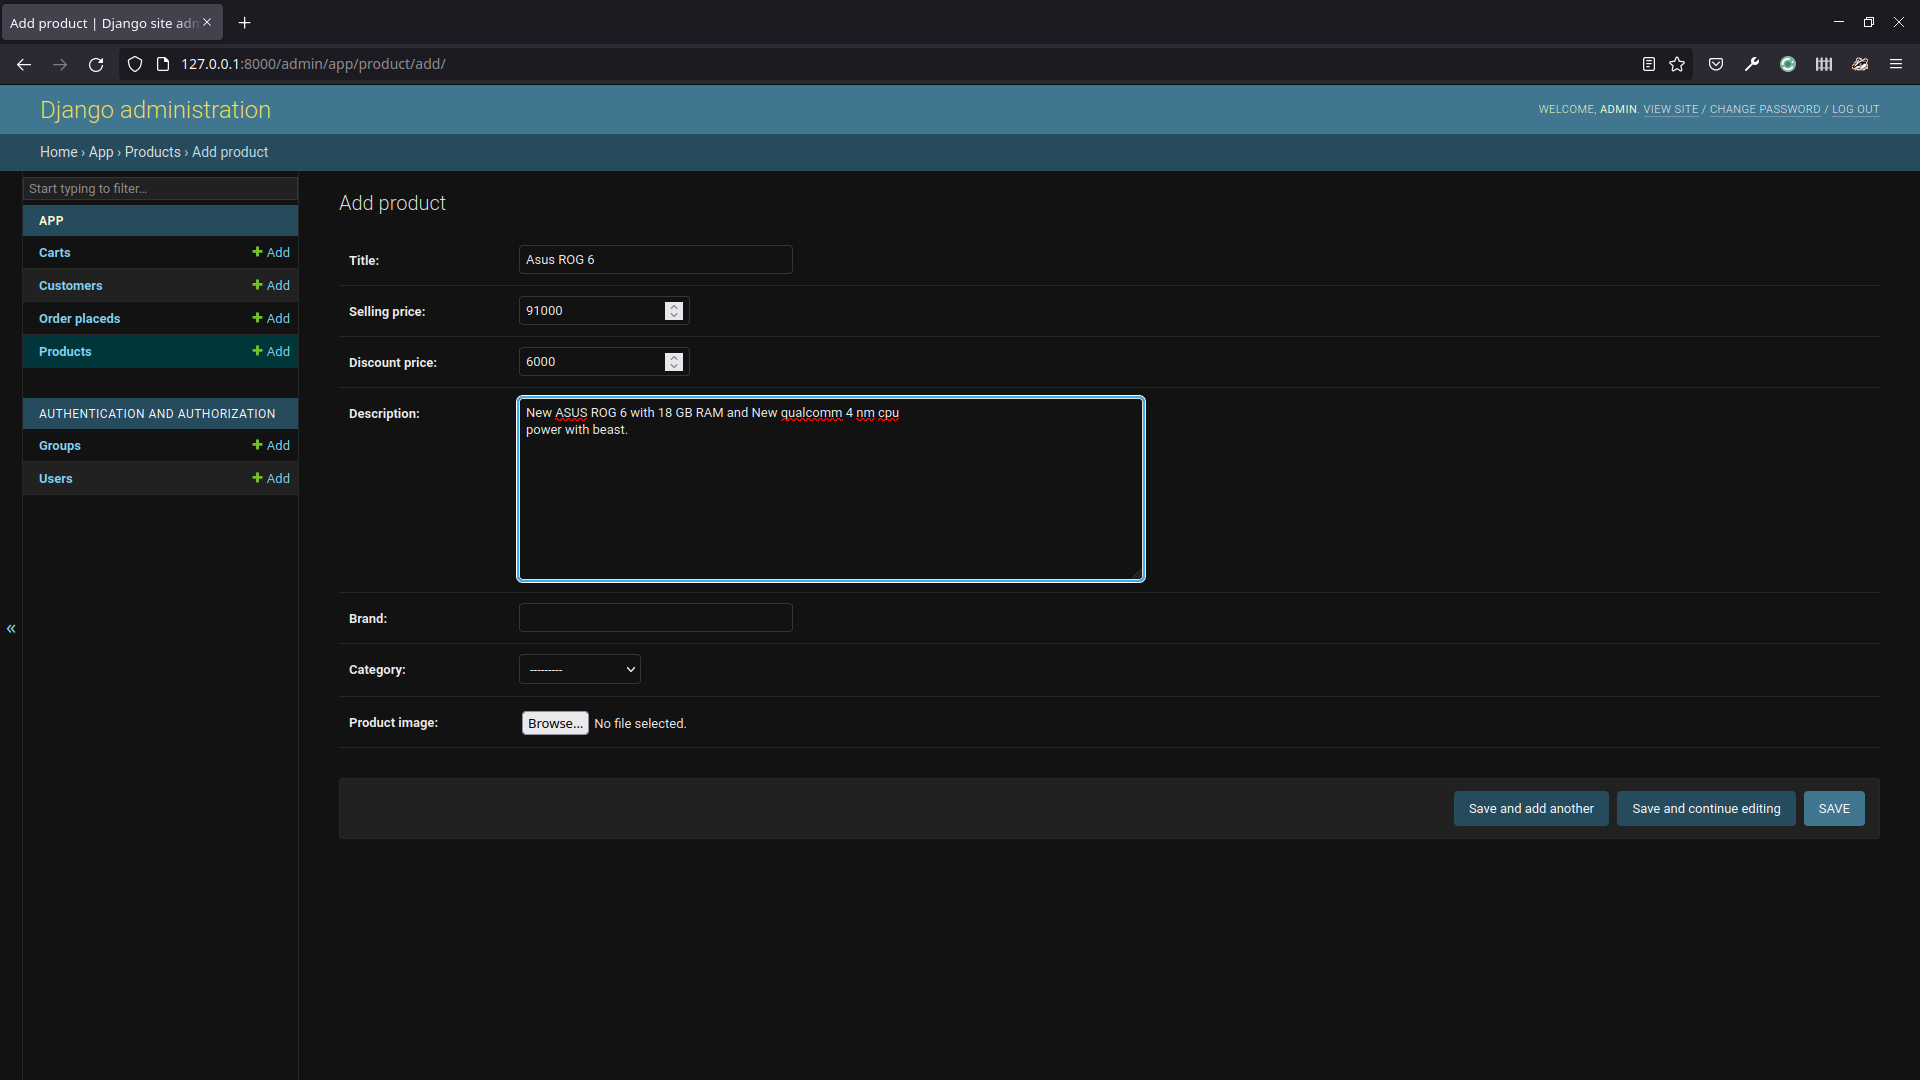 Add product | Django site adn
127.0.0.1:8000/admin/app/product/add/
Django administration
WELCOME, ADMIN. VIEW SITE / CHANGE PASSWORD / LOG OUT
Home › App › Products › Add product
Start typing to filter...
APP
Carts + Add
Customers + Add
Order placeds + Add
Products + Add
AUTHENTICATION AND AUTHORIZATION
Groups + Add
Users + Add
«
Add product
Title: Asus ROG 6
Selling price: 91000
Discount price: 6000
Description: New ASUS ROG 6 with 18 GB RAM and New qualcomm 4 nm cpu
power with beast.
Brand:
Category: ---------
Product image: Browse... No file selected.
Save and add another Save and continue editing SAVE